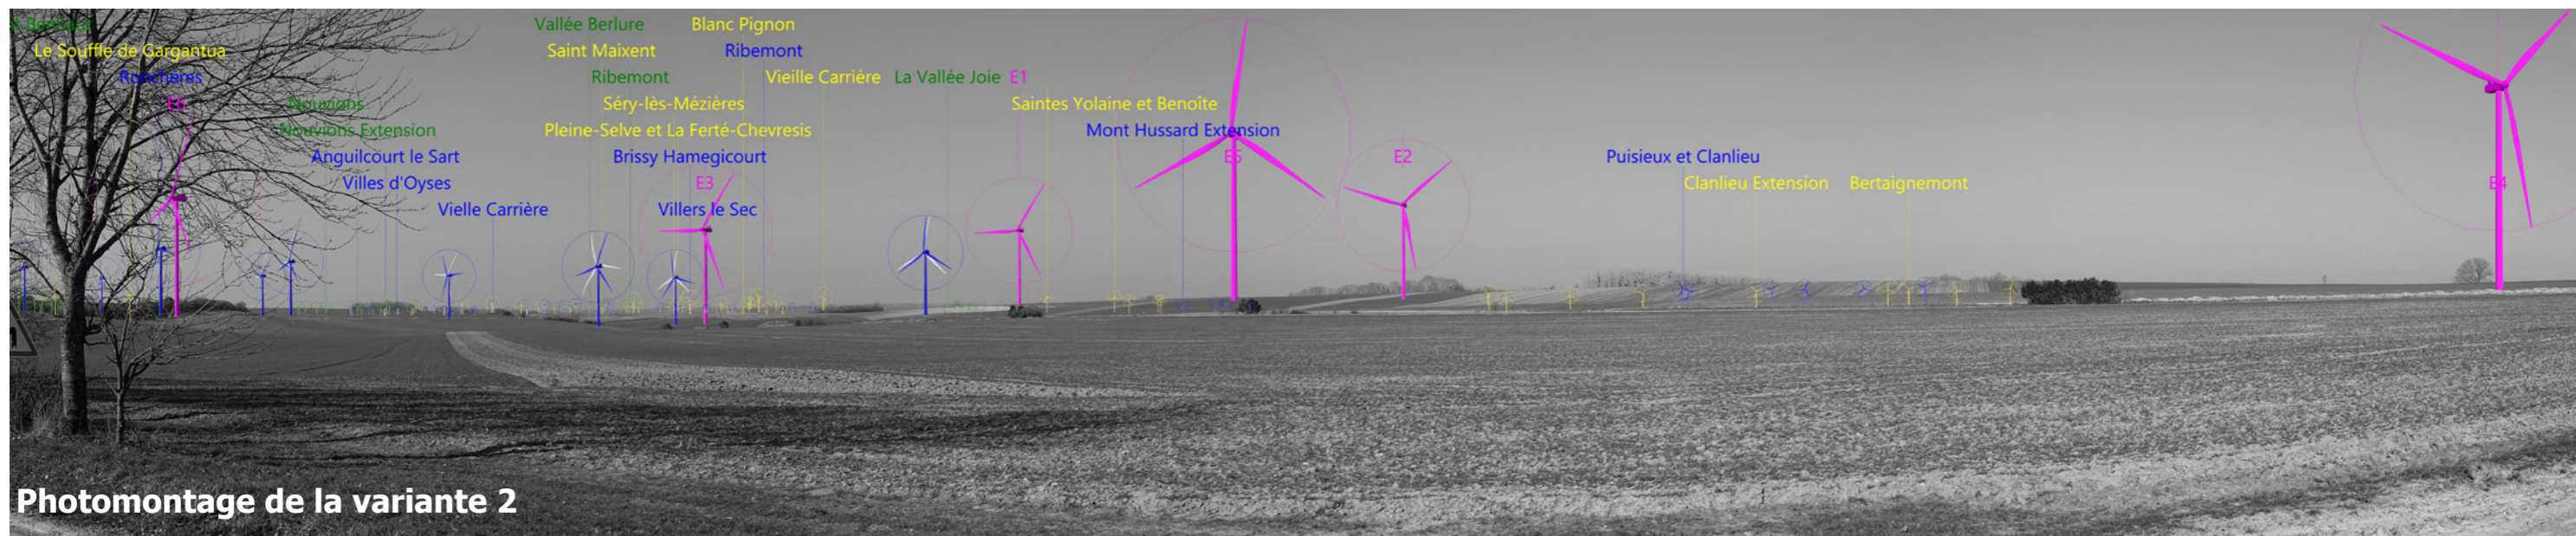 Vallée Berlure
Blanc Pignon
Le Souffle de Gargantua
Saint Maixent
Ribemont
Ronchères
Ribemont
Vieille Carrière
La Vallée Joie
E1
E6
Nouvions
Séry-lès-Mézières
Saintes Yolaine et Benoîte
Nouvions Extension
Pleine-Selve et La Ferté-Chevresis
Mont Hussard Extension
Anguilcourt le Sart
Brissy Hamegicourt
E5
E2
Puisieux et Clanlieu
Villes d'Oyses
E3
Clanlieu Extension
Bertaignemont
E4
Vielle Carrière
Villers le Sec
Photomontage de la variante 2